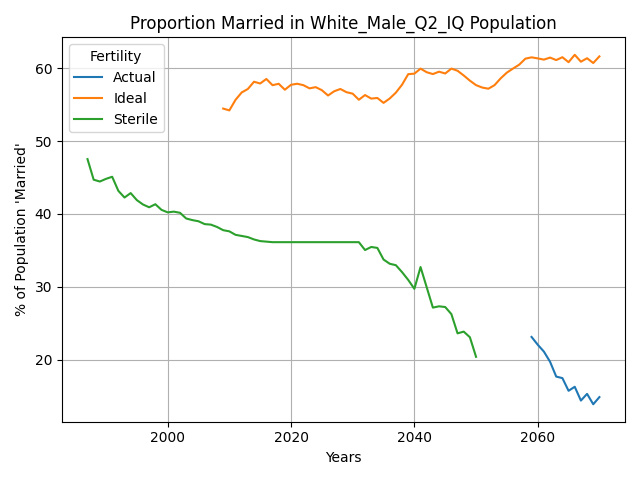 Proportion Married in White_Male_Q2_IQ Population
Fertility
Actual
Ideal
Sterile
% of Population 'Married'
60
50
40
30
20
2000
2020
2040
2060
Years